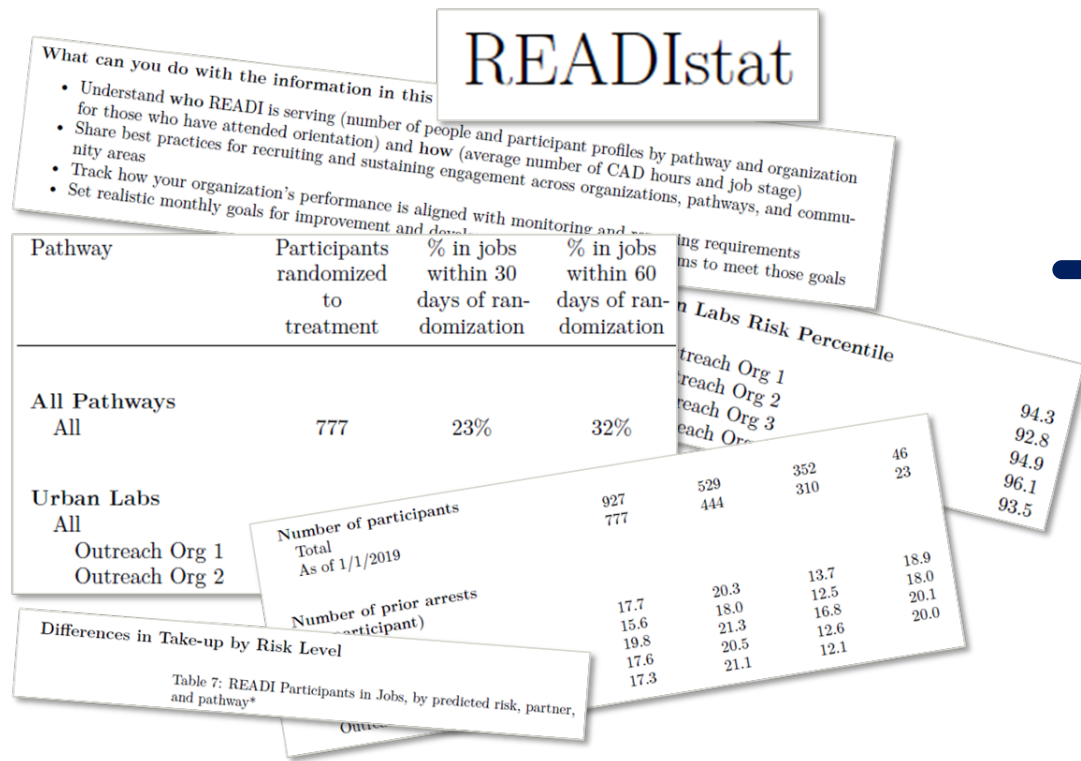 READIstat
What can you do with the information in this
• Understand who READI is serving (number of people and participant profiles by pathway and organization
for those who have attended orientation) and how (average number of CAD hours and job stage)
• Share best practices for recruiting and sustaining engagement across organizations, pathways, and commu-
nity areas
• Track how your organization's performance is aligned with monitoring and ing requirements
• Set realistic monthly goals for improvement and ms to meet those goals
Pathway Participants randomized to treatment % in jobs within 30 days of ran-domization % in jobs within 60 days of ran-domization
All Pathways
All 777 23% 32%
Urban Labs
All
Outreach Org 1
Outreach Org 2
n Labs Risk Percentile
treach Org 1 94.3
treach Org 2 92.8
reach Org 3 94.9
each Or 96.1
93.5
Number of participants
Total 927 529 352 46
As of 1/1/2019 777 444 310 23
Number of prior arrests
articipant) 17.7 20.3 13.7 18.9
15.6 18.0 12.5 18.0
19.8 21.3 16.8 20.1
17.6 20.5 12.6 20.0
17.3 21.1 12.1
Differences in Take-up by Risk Level
Table 7: READI Participants in Jobs, by predicted risk, partner,
and pathway*